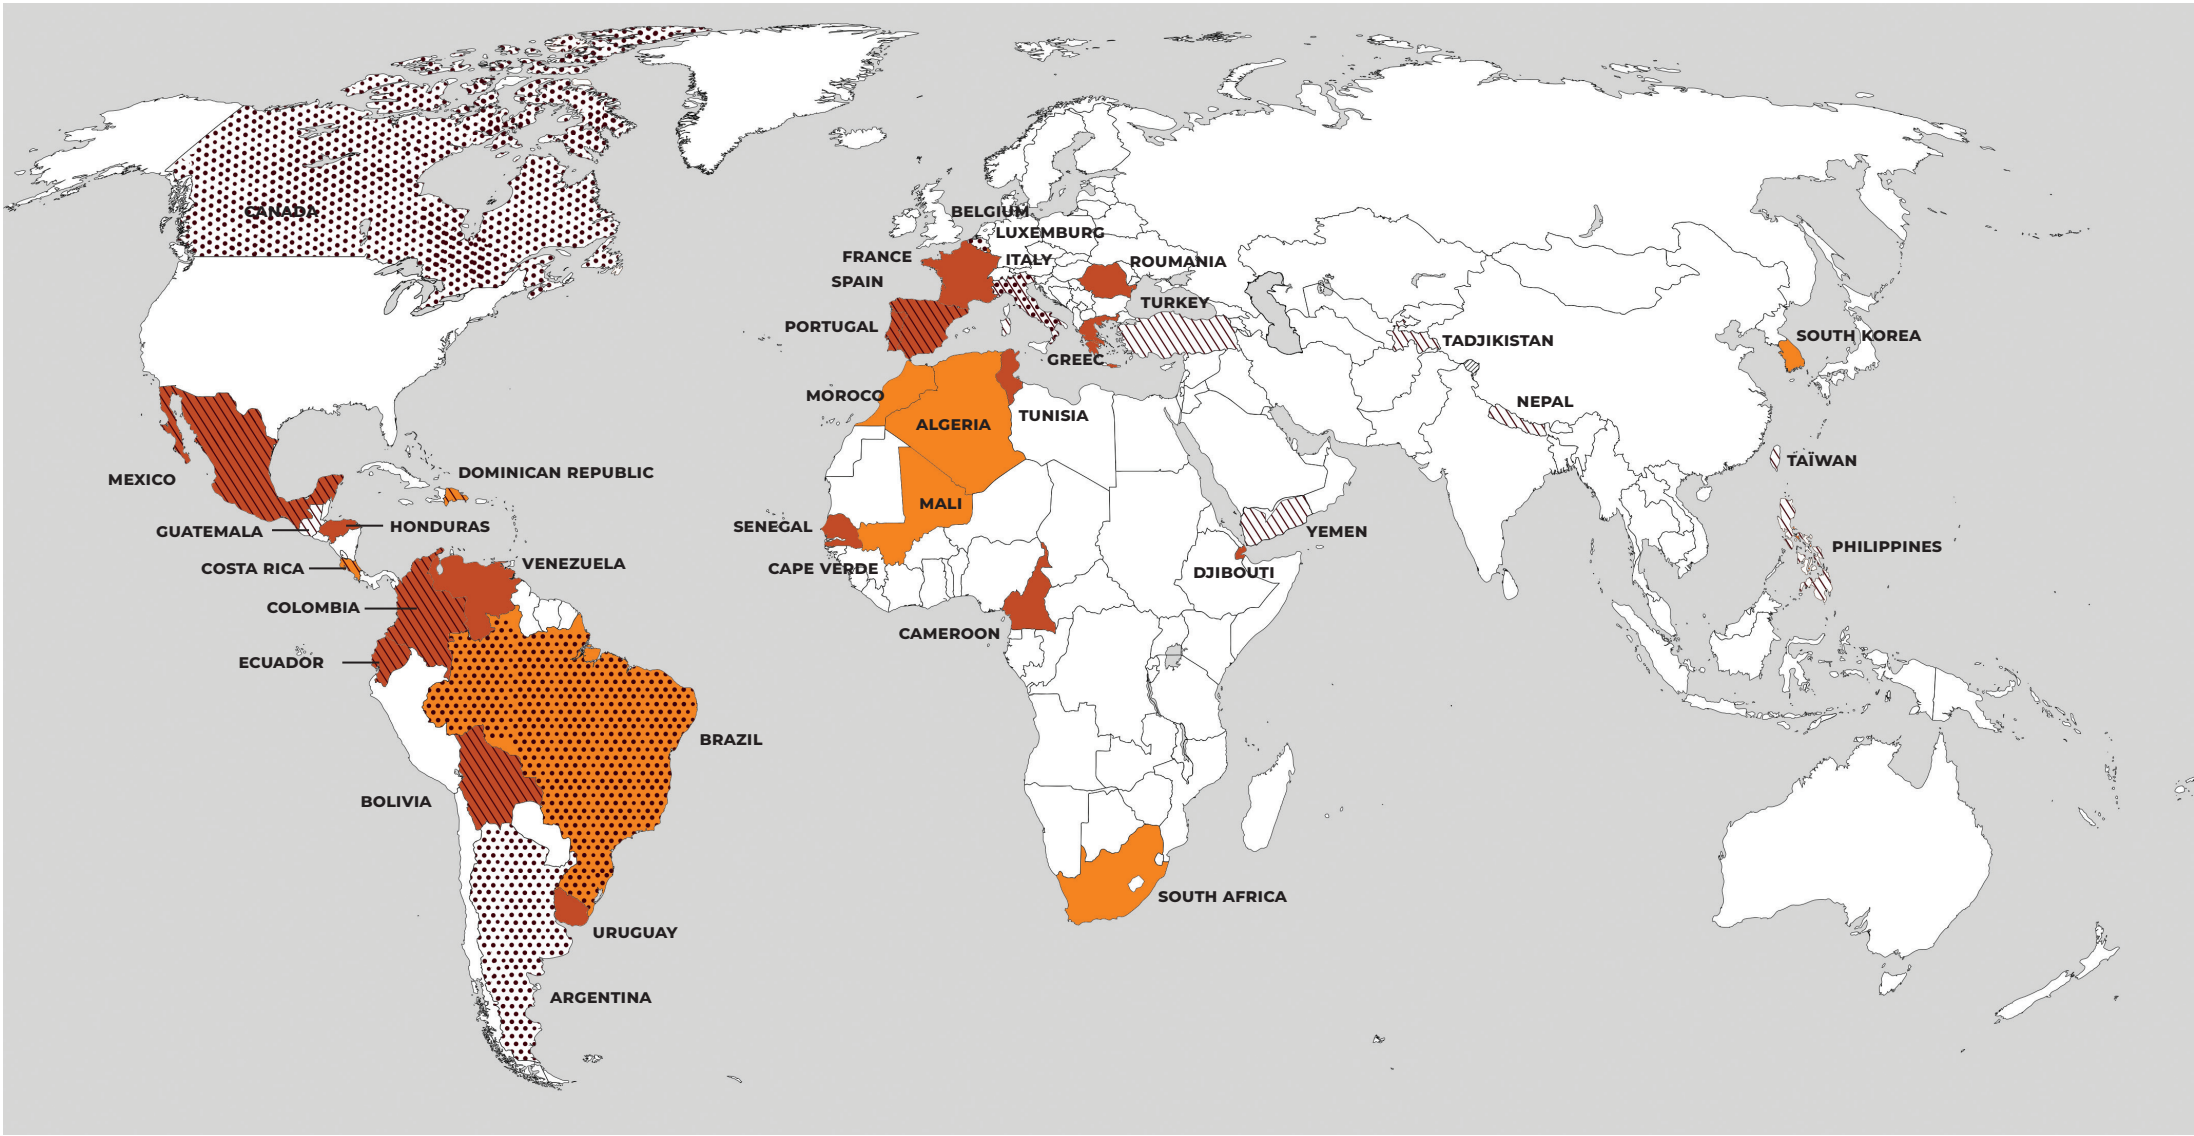 CANADA
BELGIUM
LUXEMBURG
FRANCE
ITALY
ROUMANIA
SPAIN
TURKEY
PORTUGAL
SOUTH KOREA
TADJIKISTAN
GREEC
MOROCO
NEPAL
TUNISIA
ALGERIA
TAÏWAN
DOMINICAN REPUBLIC
MEXICO
MALI
SENEGAL
HONDURAS
GUATEMALA
YEMEN
PHILIPPINES
VENEZUELA
COSTA RICA
CAPE VERDE
DJIBOUTI
COLOMBIA
CAMEROON
ECUADOR
BRAZIL
BOLIVIA
SOUTH AFRICA
URUGUAY
ARGENTINA